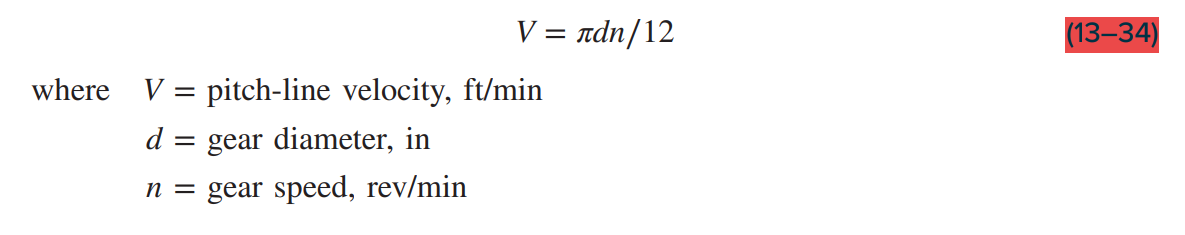 V = πdn/12 (13–34)
where V = pitch-line velocity, ft/min
d = gear diameter, in
n = gear speed, rev/min